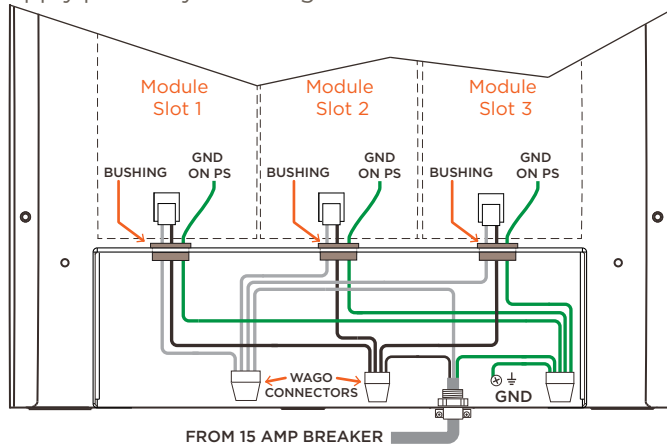 Module
Slot 1
Module
Slot 2
Module
Slot 3
BUSHING
GND
ON PS
BUSHING
GND
ON PS
BUSHING
GND
ON PS
WAGO
CONNECTORS
GND
FROM 15 AMP BREAKER